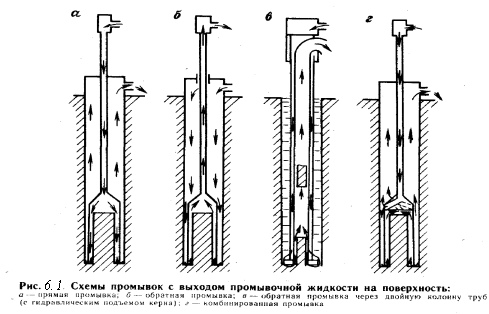 а б в г
Рис. 6.1. Схемы промывок с выходом промывочной жидкости на поверхность:
а — прямая промывка; б — обратная промывка; в — обратная промывка через двойную колонну труб
(с гидравлическим подъемом керна); г — комбинированная промывка